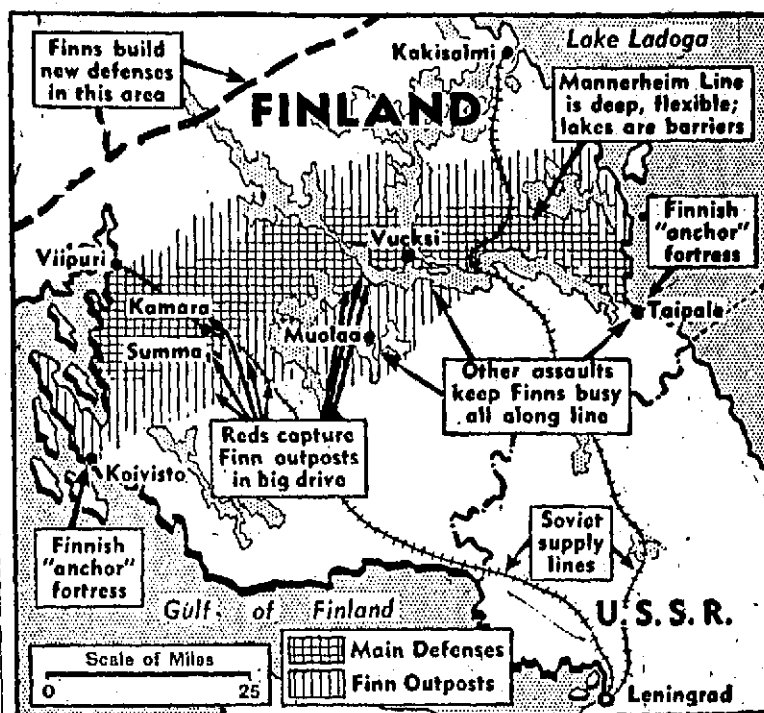 Finns build
new defenses
in this area
Kakisalmi
Lake Ladoga
FINLAND
Mannerheim Line
is deep, flexible;
lakes are barriers
Finnish
"anchor"
fortress
Viipuri
Vucksi
Kamara
Taipale
Summa
Muolaa
Other assaults
keep Finns busy
all along line
Reds capture
Finn outposts
in big drive
Koivisto
Finnish
"anchor"
fortress
Soviet
supply
lines
Gulf of Finland
U.S.S.R.
Scale of Miles
0 25
Main Defenses
Finn Outposts
Leningrad